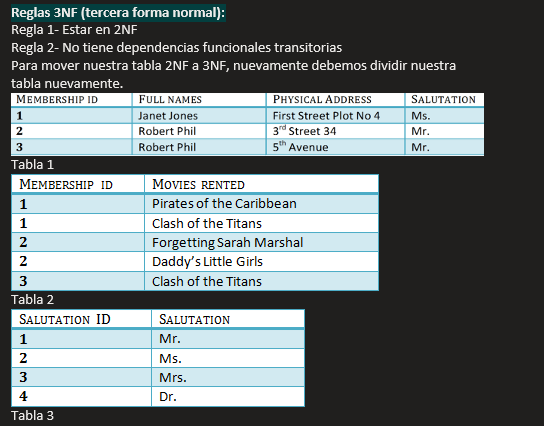 Reglas 3NF (tercera forma normal):
Regla 1- Estar en 2NF
Regla 2- No tiene dependencias funcionales transitorias
Para mover nuestra tabla 2NF a 3NF, nuevamente debemos dividir nuestra
tabla nuevamente.
MEMBERSHIP ID FULL NAMES PHYSICAL ADDRESS SALUTATION
1 Janet Jones First Street Plot No 4 Ms.
2 Robert Phil 3rd Street 34 Mr.
3 Robert Phil 5th Avenue Mr.
Tabla 1
MEMBERSHIP ID MOVIES RENTED
1 Pirates of the Caribbean
1 Clash of the Titans
2 Forgetting Sarah Marshal
2 Daddy's Little Girls
3 Clash of the Titans
Tabla 2
SALUTATION ID SALUTATION
1 Mr.
2 Ms.
3 Mrs.
4 Dr.
Tabla 3